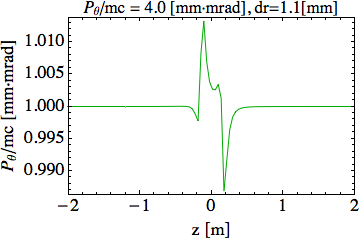 Pθ/mc = 4.0 [mm·mrad], dr=1.1[mm]
Pθ/mc [mm·mrad]
1.010
1.005
1.000
0.995
0.990
−2 −1 0 1 2
z [m]